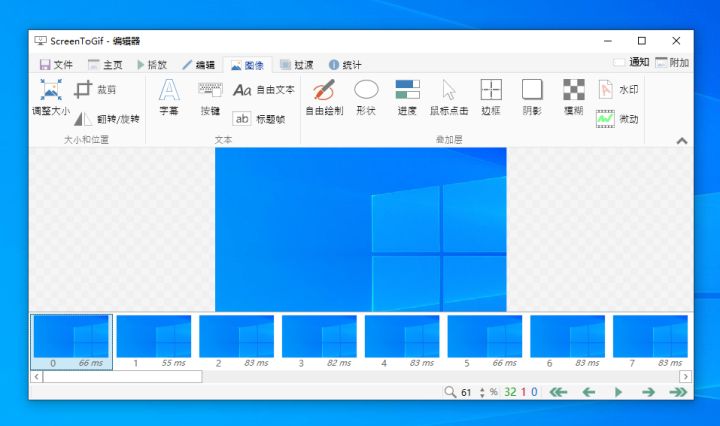 ScreenToGif - 编辑器
文件 主页 播放 编辑 图像 过渡 统计 通知 附加
调整大小 裁剪 翻转/旋转 字幕 按键 Aa 自由文本 ab 标题帧 自由绘制 形状 进度 鼠标点击 边框 阴影 模糊 水印 微动
大小和位置 文本 叠加层
0 66 ms 1 55 ms 2 83 ms 3 82 ms 4 83 ms 5 66 ms 6 83 ms 7 83 ms
61 % 32 1 0